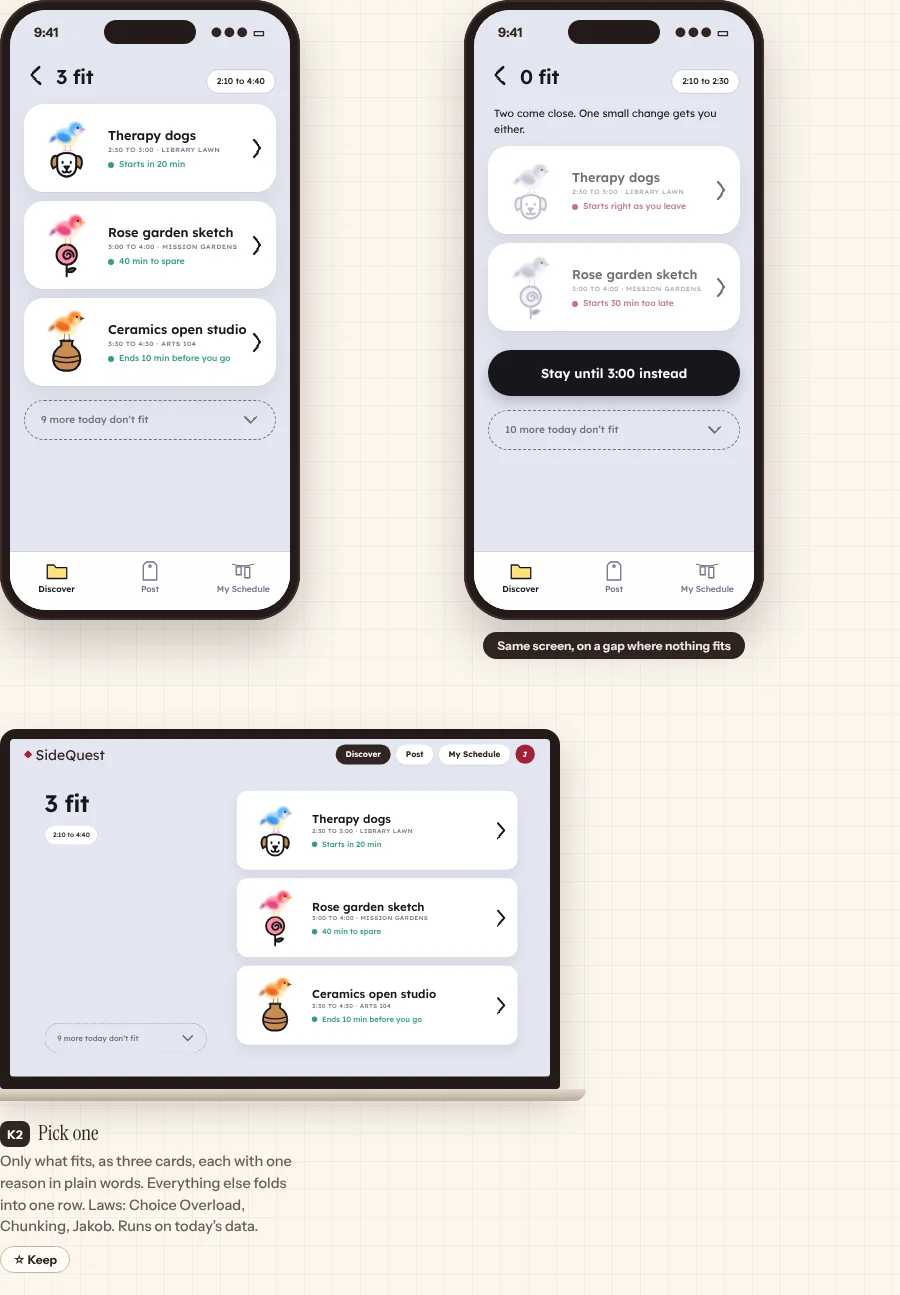 9:41
3 fit
2:10 to 4:40
Therapy dogs
2:30 TO 3:00 · LIBRARY LAWN
Starts in 20 min
Rose garden sketch
3:00 TO 4:00 · MISSION GARDENS
40 min to spare
Ceramics open studio
3:30 TO 4:30 · ARTS 104
Ends 10 min before you go
9 more today don't fit
Discover
Post
My Schedule
9:41
0 fit
2:10 to 2:30
Two come close. One small change gets you
either.
Therapy dogs
2:30 TO 3:00 · LIBRARY LAWN
Starts right as you leave
Rose garden sketch
3:00 TO 4:00 · MISSION GARDENS
Starts 30 min too late
Stay until 3:00 instead
10 more today don't fit
Discover
Post
My Schedule
Same screen, on a gap where nothing fits
SideQuest
Discover
Post
My Schedule
J
3 fit
2:10 to 4:40
Therapy dogs
2:30 TO 3:00 · LIBRARY LAWN
Starts in 20 min
Rose garden sketch
3:00 TO 4:00 · MISSION GARDENS
40 min to spare
Ceramics open studio
3:30 TO 4:30 · ARTS 104
Ends 10 min before you go
9 more today don't fit
K2 Pick one
Only what fits, as three cards, each with one
reason in plain words. Everything else folds
into one row. Laws: Choice Overload,
Chunking, Jakob. Runs on today's data.
☆ Keep